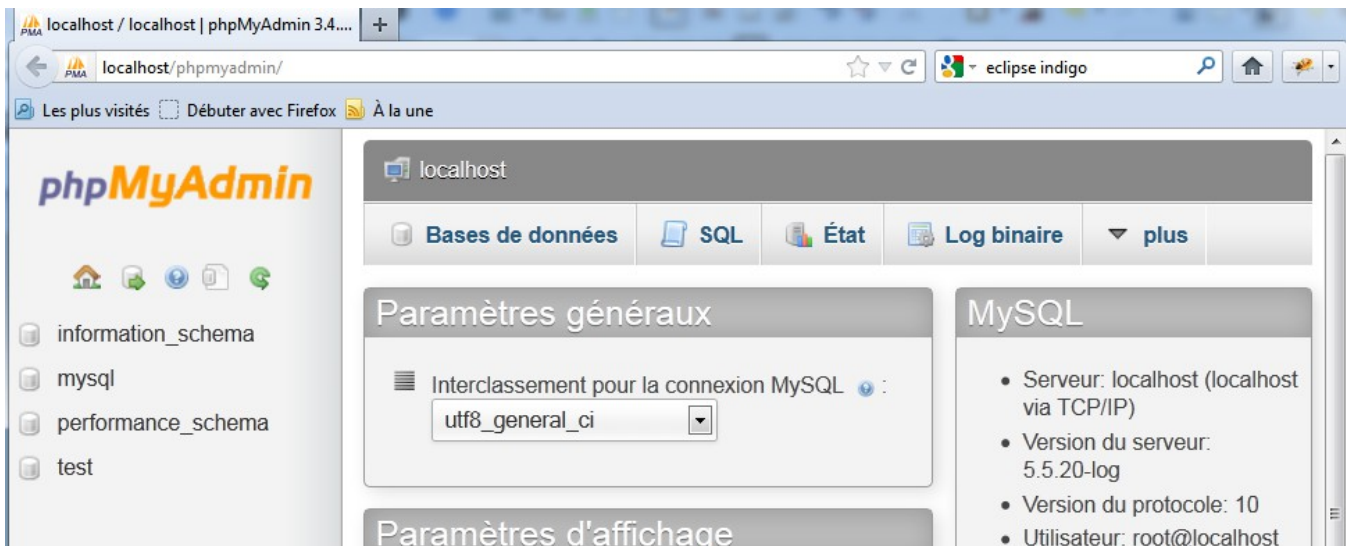 localhost / localhost | phpMyAdmin 3.4....
localhost/phpmyadmin/
eclipse indigo
Les plus visités
Débuter avec Firefox
À la une
phpMyAdmin
information_schema
mysql
performance_schema
test
localhost
Bases de données
SQL
État
Log binaire
plus
Paramètres généraux
Interclassement pour la connexion MySQL :
utf8_general_ci
Paramètres d'affichage
MySQL
Serveur: localhost (localhost
via TCP/IP)
Version du serveur:
5.5.20-log
Version du protocole: 10
Utilisateur: root@localhost